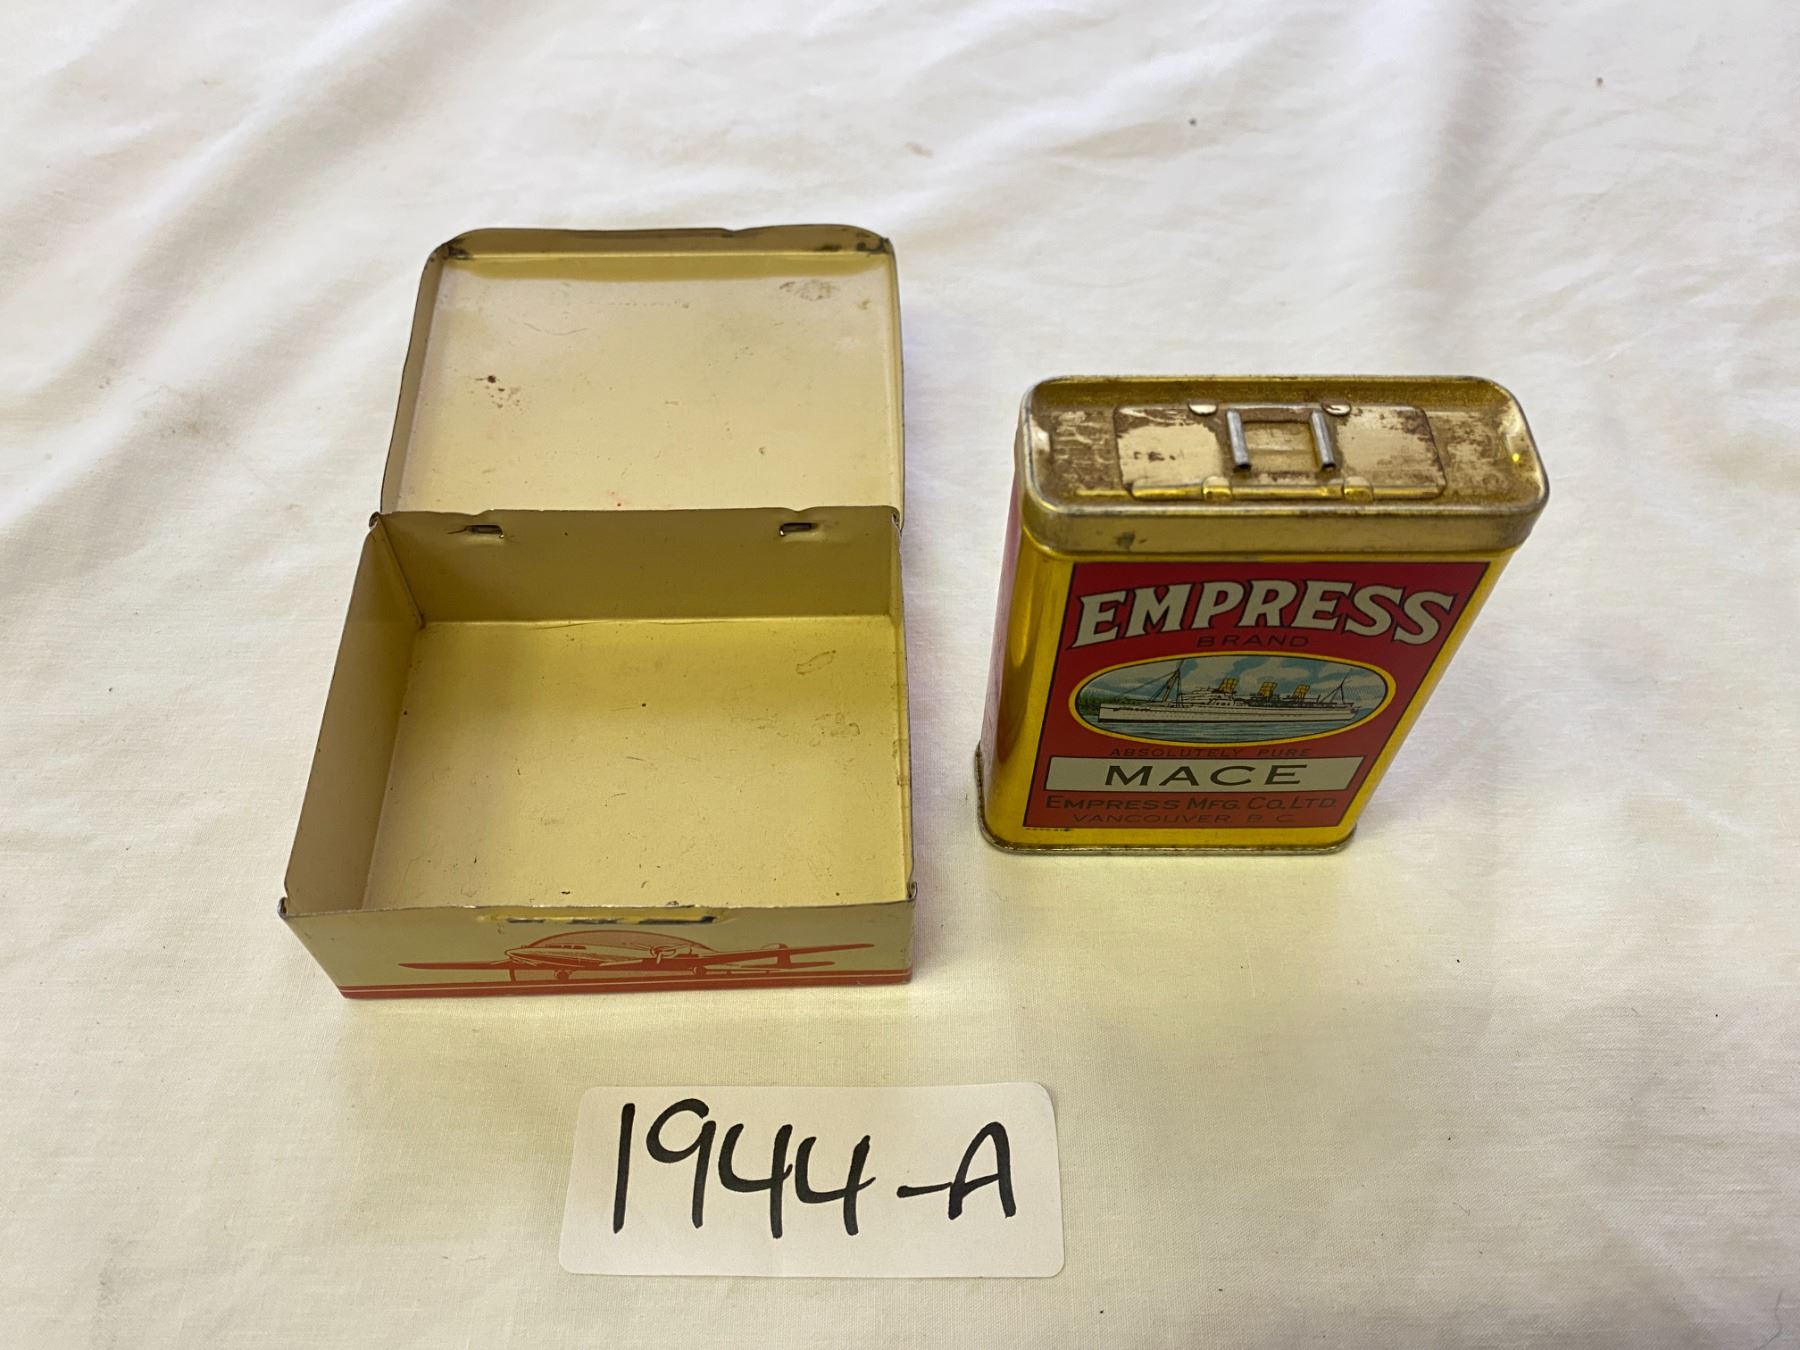 EMPRESS
BRAND
ABSOLUTELY PURE
MACE
EMPRESS MFG. CO., LTD.
VANCOUVER B. C.
1944-A